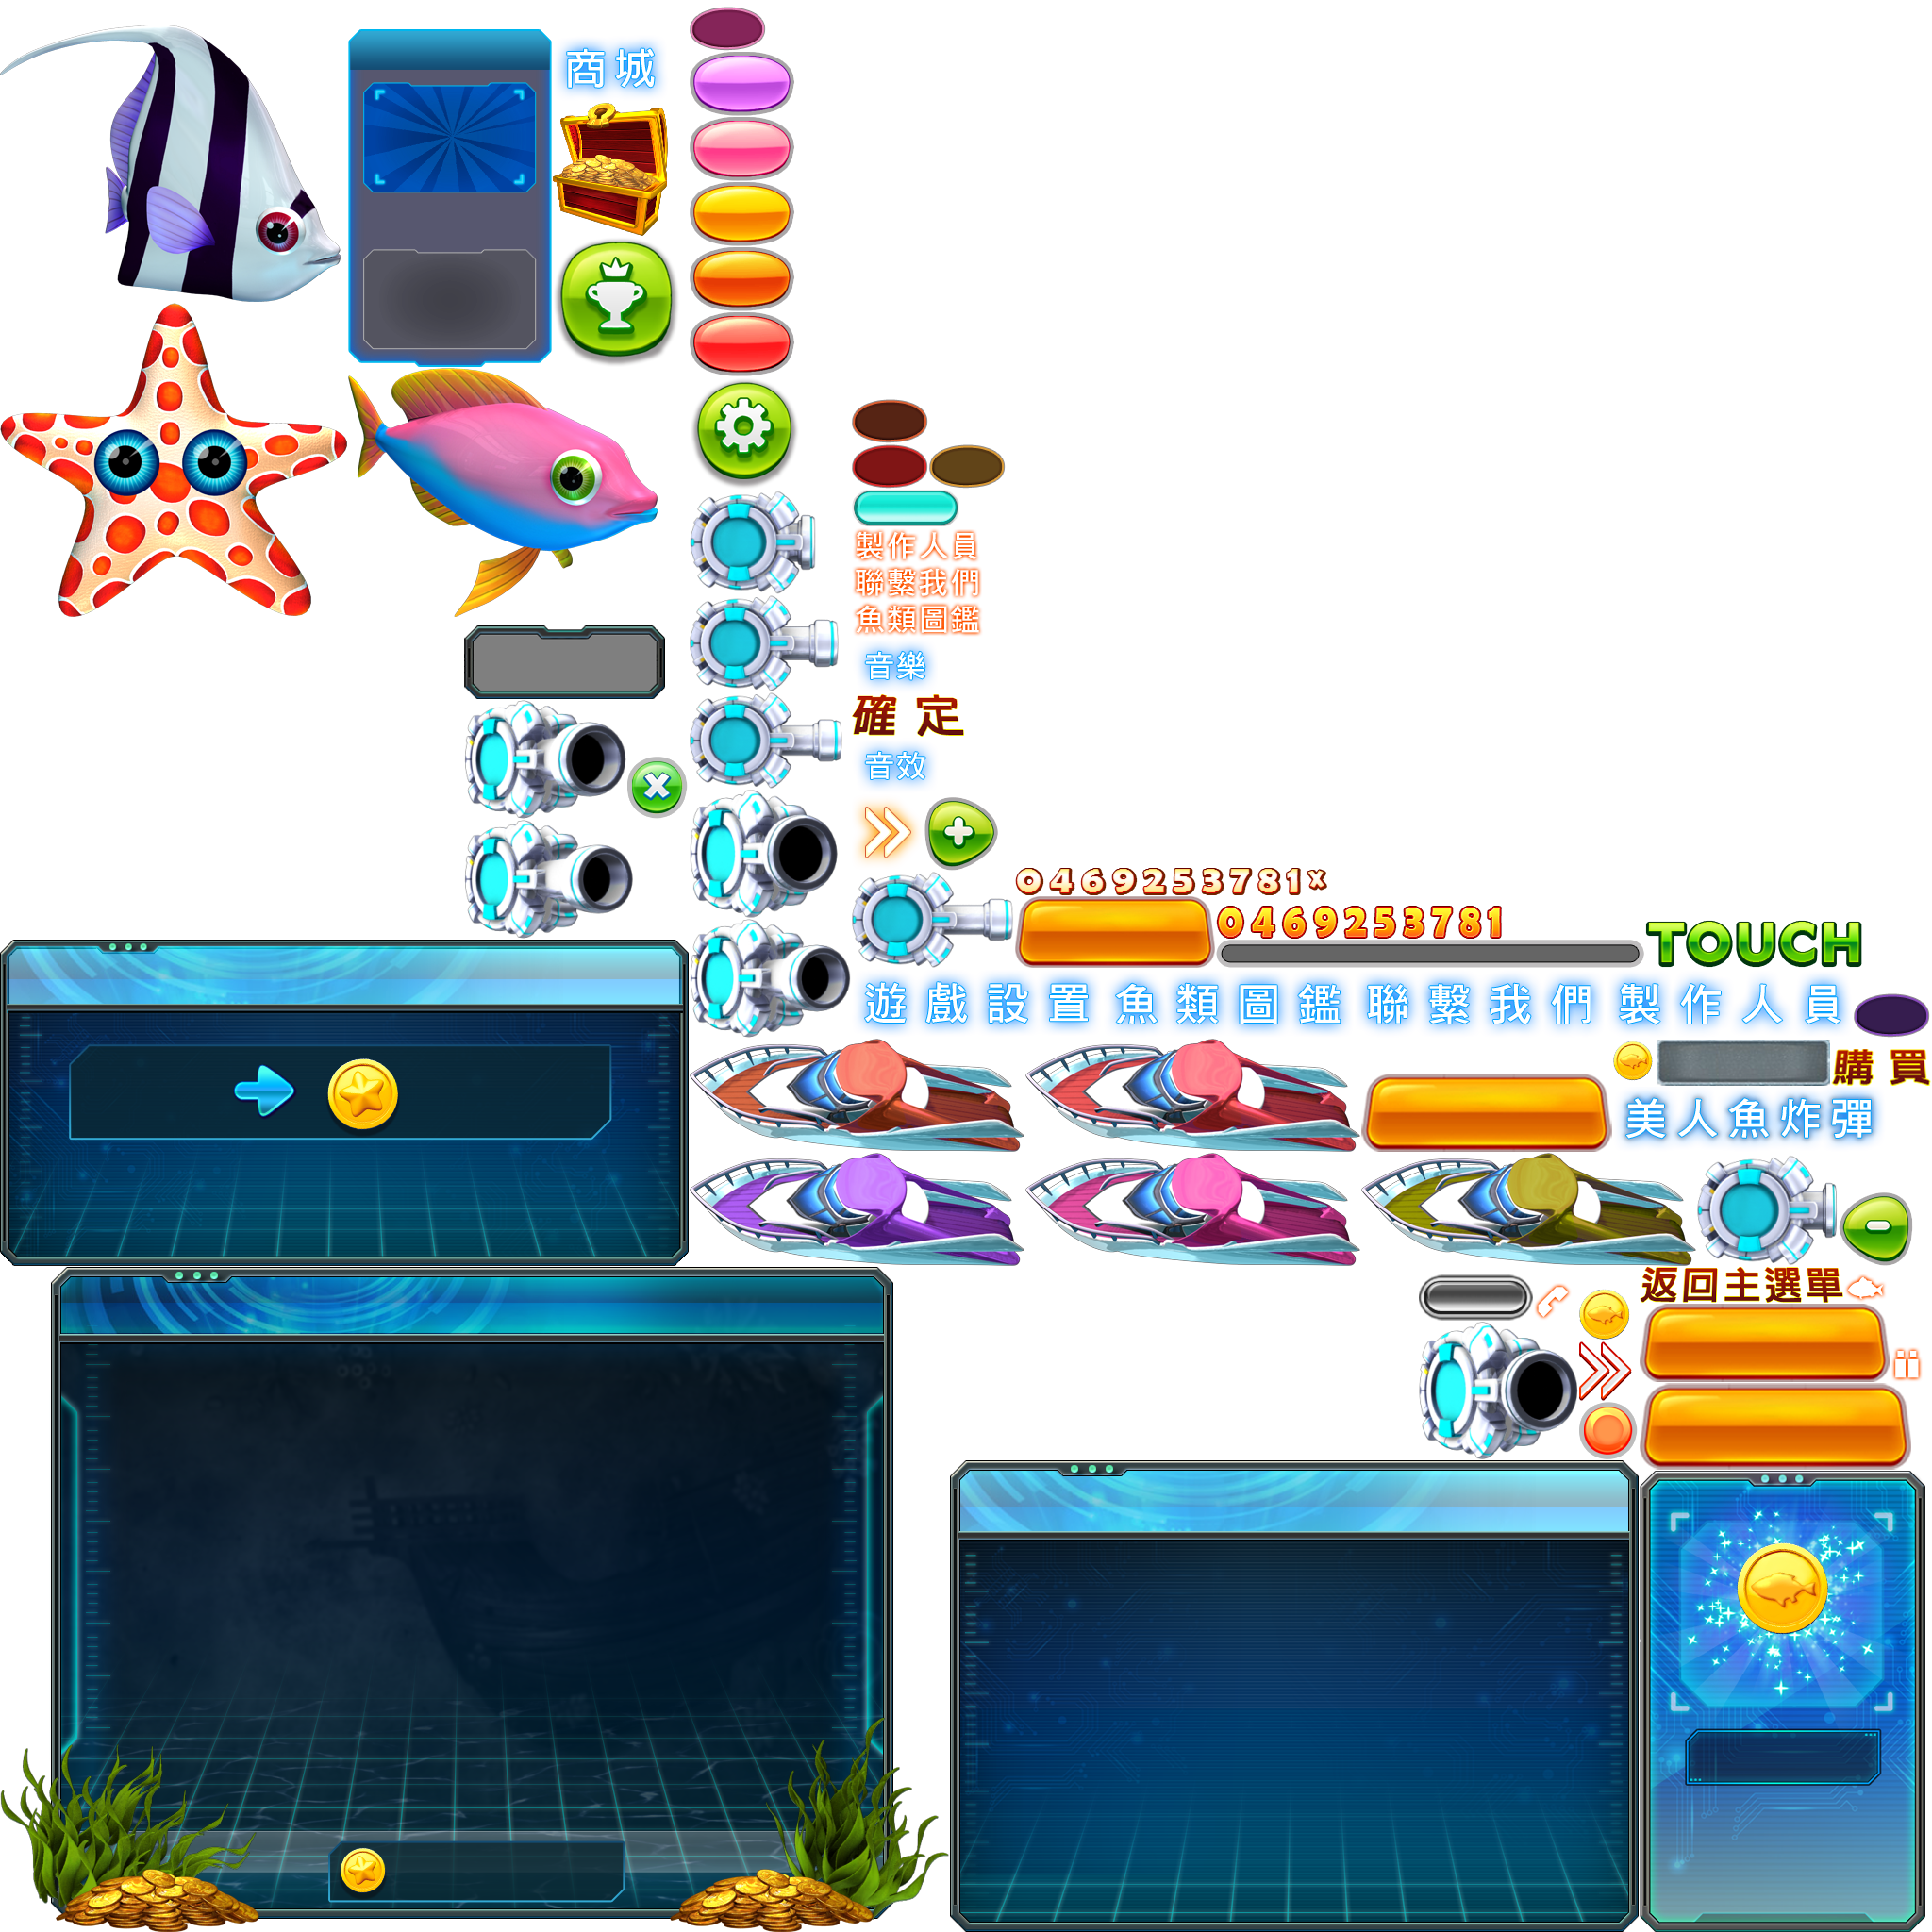 商城
製作人員
聯繫我們
魚類圖鑑
音樂
確定
音效
0469253781x
0469253781
TOUCH
遊戲設置 魚類圖鑑 聯繫我們 製作人員
購買
美人魚炸彈
返回主選單